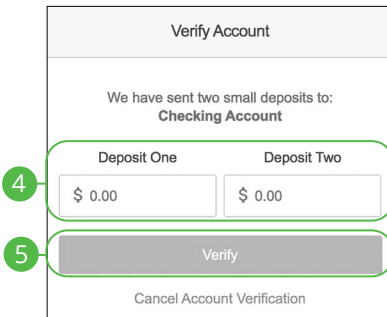 Verify Account
We have sent two small deposits to:
Checking Account
Deposit One Deposit Two
4 $ 0.00 $ 0.00
5 Verify
Cancel Account Verification